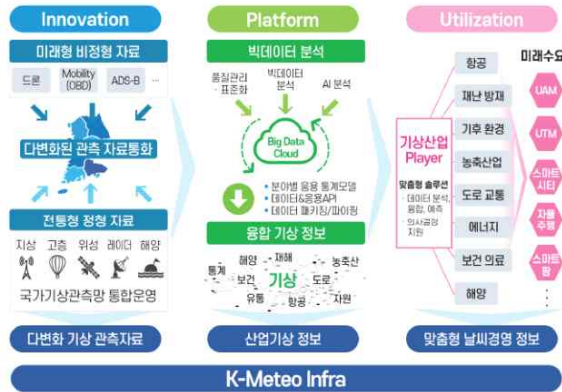 Innovation
미래형 비정형 자료
드론
Mobility
(OBD)
ADS-B
...
다변화된 관측 자료통화
전통형 정형 자료
지상 고층 위성 레이더 해양
국가기상관측망 통합운영
다변화 기상 관측자료
Platform
빅데이터 분석
품질관리
· 표준화
빅데이터
분석
AI 분석
Big Data
Cloud
• 분야별 응용 통계모델
• 데이터&응용API
• 데이터 패키징/파이핑
융합 기상 정보
통계 해양 재해 농축산
보건 기상 도로
유통 항공 자원
산업기상 정보
Utilization
기상산업
Player
맞춤형 솔루션
· 데이터 분석,
융합, 예측
· 의사결정
지원
항공
재난 방재
기후 환경
농축산업
도로 교통
에너지
보건 의료
해양
미래수요
UAM
UTM
스마트
시티
자율
주행
스마트
팜
맞춤형 날씨경영 정보
K-Meteo Infra